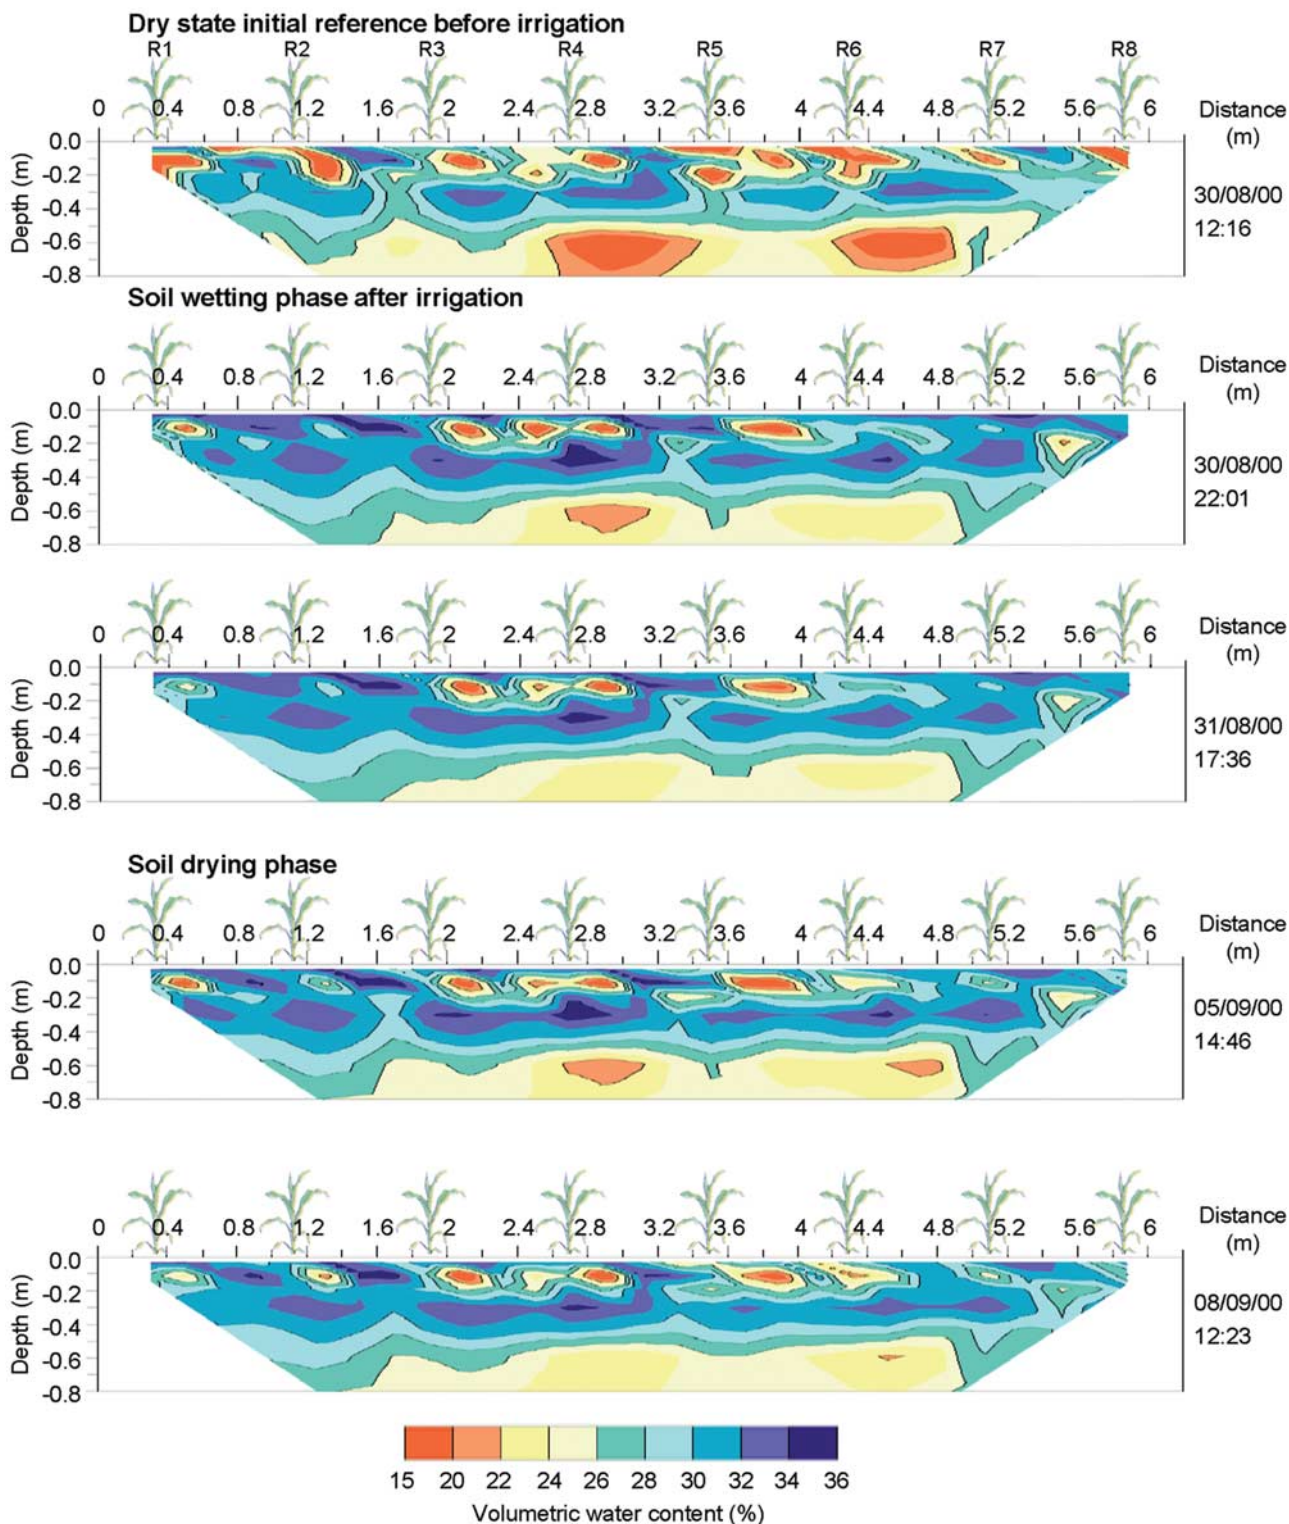 Dry state initial reference before irrigation
R1 R2 R3 R4 R5 R6 R7 R8
0 0.4 0.8 1.2 1.6 2 2.4 2.8 3.2 3.6 4 4.4 4.8 5.2 5.6 6 Distance
(m)
0.0
-0.2
-0.4
-0.6
-0.8
Depth (m)
30/08/00
12:16
Soil wetting phase after irrigation
0 0.4 0.8 1.2 1.6 2 2.4 2.8 3.2 3.6 4 4.4 4.8 5.2 5.6 6 Distance
(m)
0.0
-0.2
-0.4
-0.6
-0.8
Depth (m)
30/08/00
22:01
0 0.4 0.8 1.2 1.6 2 2.4 2.8 3.2 3.6 4 4.4 4.8 5.2 5.6 6 Distance
(m)
0.0
-0.2
-0.4
-0.6
-0.8
Depth (m)
31/08/00
17:36
Soil drying phase
0 0.4 0.8 1.2 1.6 2 2.4 2.8 3.2 3.6 4 4.4 4.8 5.2 5.6 6 Distance
(m)
0.0
-0.2
-0.4
-0.6
-0.8
Depth (m)
05/09/00
14:46
0 0.4 0.8 1.2 1.6 2 2.4 2.8 3.2 3.6 4 4.4 4.8 5.2 5.6 6 Distance
(m)
0.0
-0.2
-0.4
-0.6
-0.8
Depth (m)
08/09/00
12:23
15 20 22 24 26 28 30 32 34 36
Volumetric water content (%)